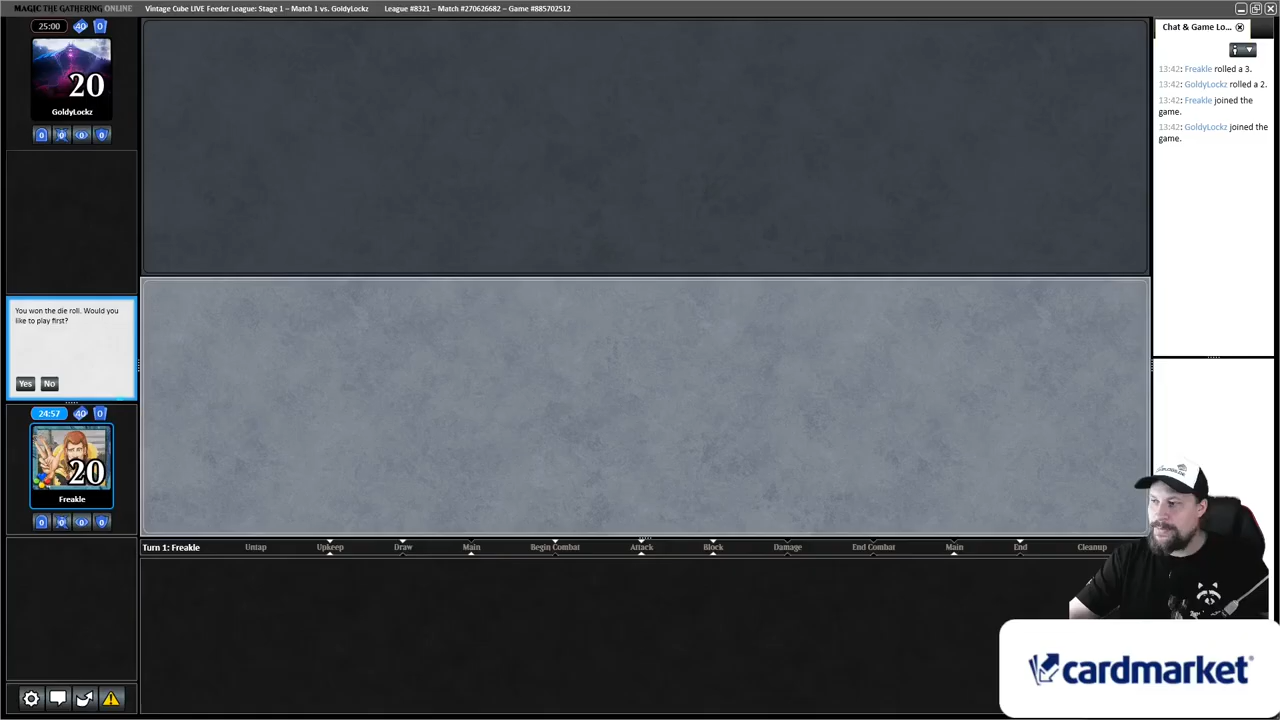 MAGIC THE GATHERING ONLINE
Vintage Cube LIVE Feeder League: Stage 1 – Match 1 vs. GoldyLockz
League #8321 – Match #270626682 – Game #885702512
25:00 40 0
20
GoldyLockz
0 0 0 0
You won the die roll. Would you
like to play first?
Yes No
24:57 40 0
20
Freakle
0 0 0 0
Turn 1: Freakle Untap Upkeep Draw Main Begin Combat Attack Block Damage End Combat Main End Cleanup
Chat & Game Lo...
13:42: Freakle rolled a 3.
13:42: GoldyLockz rolled a 2.
13:42: Freakle joined the
game.
13:42: GoldyLockz joined the
game.
cardmarket